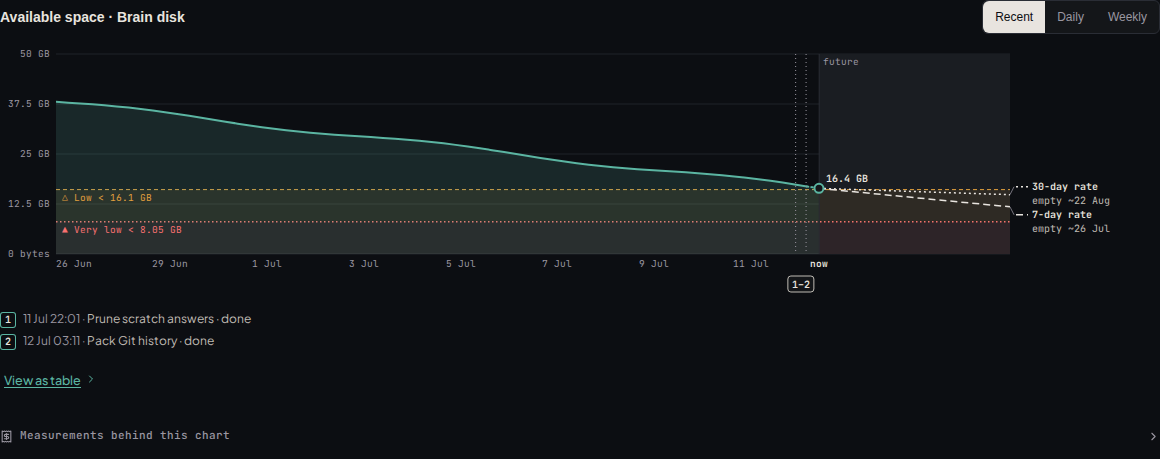 Available space · Brain disk
Recent Daily Weekly
50 GB
future
37.5 GB
25 GB
16.4 GB
△ Low < 16.1 GB
30-day rate
empty ~22 Aug
12.5 GB
7-day rate
▲ Very low < 8.05 GB
empty ~26 Jul
0 bytes
26 Jun 29 Jun 1 Jul 3 Jul 5 Jul 7 Jul 9 Jul 11 Jul now
1–2
1 11 Jul 22:01 · Prune scratch answers · done
2 12 Jul 03:11 · Pack Git history · done
View as table ›
Measurements behind this chart ›